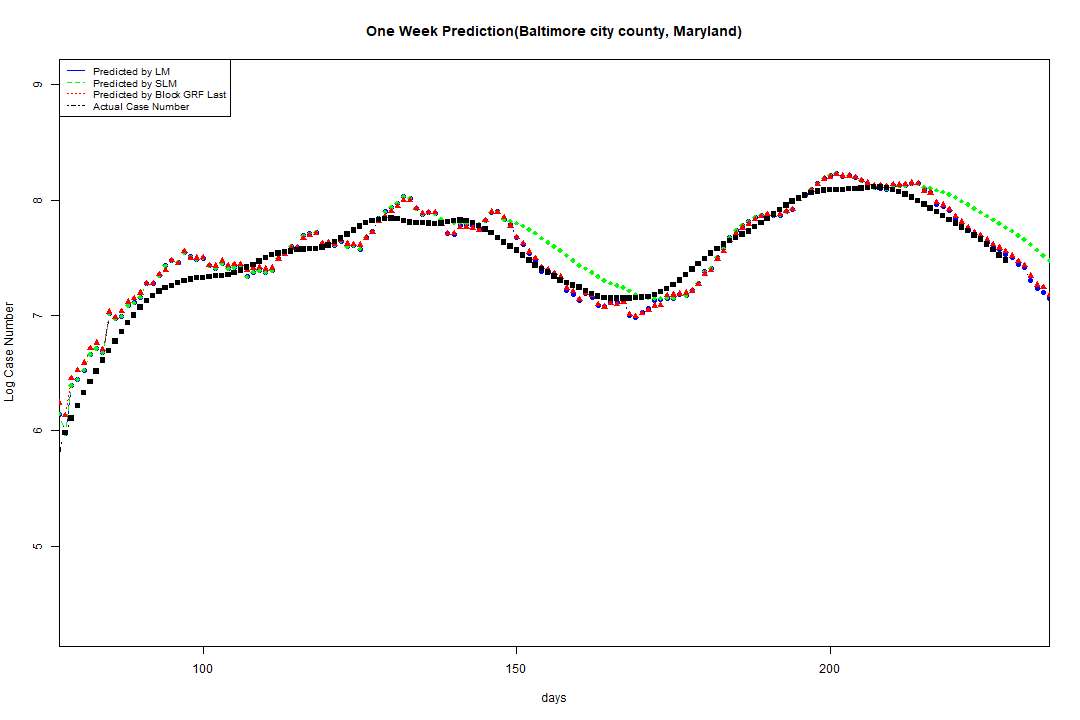 One Week Prediction(Baltimore city county, Maryland)
Predicted by LM
Predicted by SLM
Predicted by Block GRF Last
Actual Case Number
9
8
7
6
5
Log Case Number
100
150
200
days